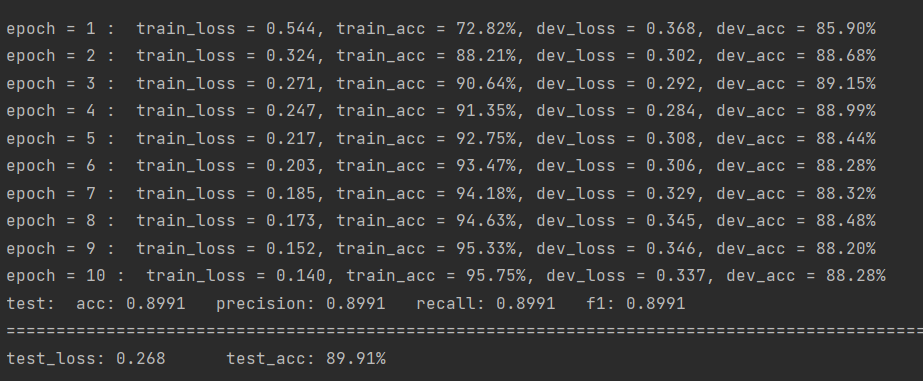 epoch = 1 :  train_loss = 0.544, train_acc = 72.82%, dev_loss = 0.368, dev_acc = 85.90%
epoch = 2 :  train_loss = 0.324, train_acc = 88.21%, dev_loss = 0.302, dev_acc = 88.68%
epoch = 3 :  train_loss = 0.271, train_acc = 90.64%, dev_loss = 0.292, dev_acc = 89.15%
epoch = 4 :  train_loss = 0.247, train_acc = 91.35%, dev_loss = 0.284, dev_acc = 88.99%
epoch = 5 :  train_loss = 0.217, train_acc = 92.75%, dev_loss = 0.308, dev_acc = 88.44%
epoch = 6 :  train_loss = 0.203, train_acc = 93.47%, dev_loss = 0.306, dev_acc = 88.28%
epoch = 7 :  train_loss = 0.185, train_acc = 94.18%, dev_loss = 0.329, dev_acc = 88.32%
epoch = 8 :  train_loss = 0.173, train_acc = 94.63%, dev_loss = 0.345, dev_acc = 88.48%
epoch = 9 :  train_loss = 0.152, train_acc = 95.33%, dev_loss = 0.346, dev_acc = 88.20%
epoch = 10 :  train_loss = 0.140, train_acc = 95.75%, dev_loss = 0.337, dev_acc = 88.28%
test:  acc: 0.8991   precision: 0.8991   recall: 0.8991   f1: 0.8991
============================================================================================
test_loss: 0.268      test_acc: 89.91%